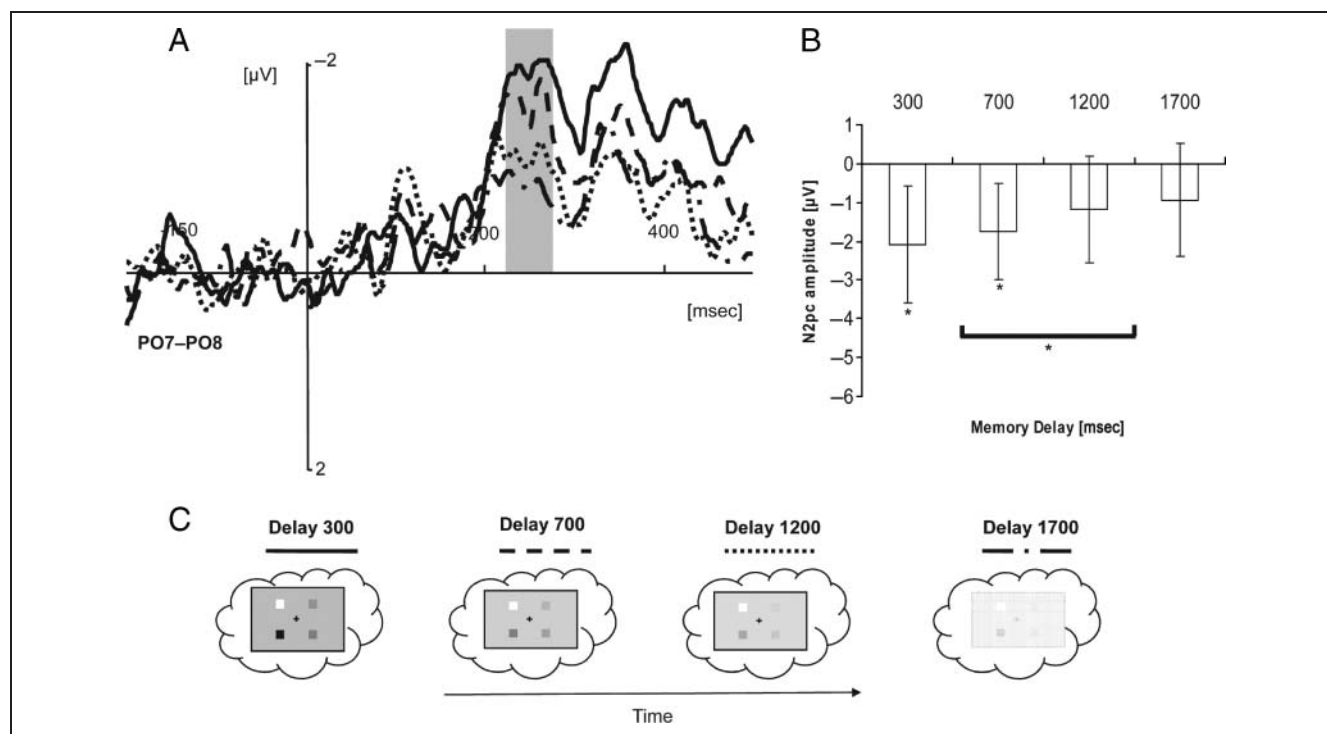 A
[µV]
–2
-150
200
400
[msec]
PO7–PO8
2
B
300 700 1200 1700
1
0
–1
–2
–3
–4
–5
–6
N2pc amplitude [µV]
*
*
*
Memory Delay [msec]
C
Delay 300
Delay 700
Delay 1200
Delay 1700
Time